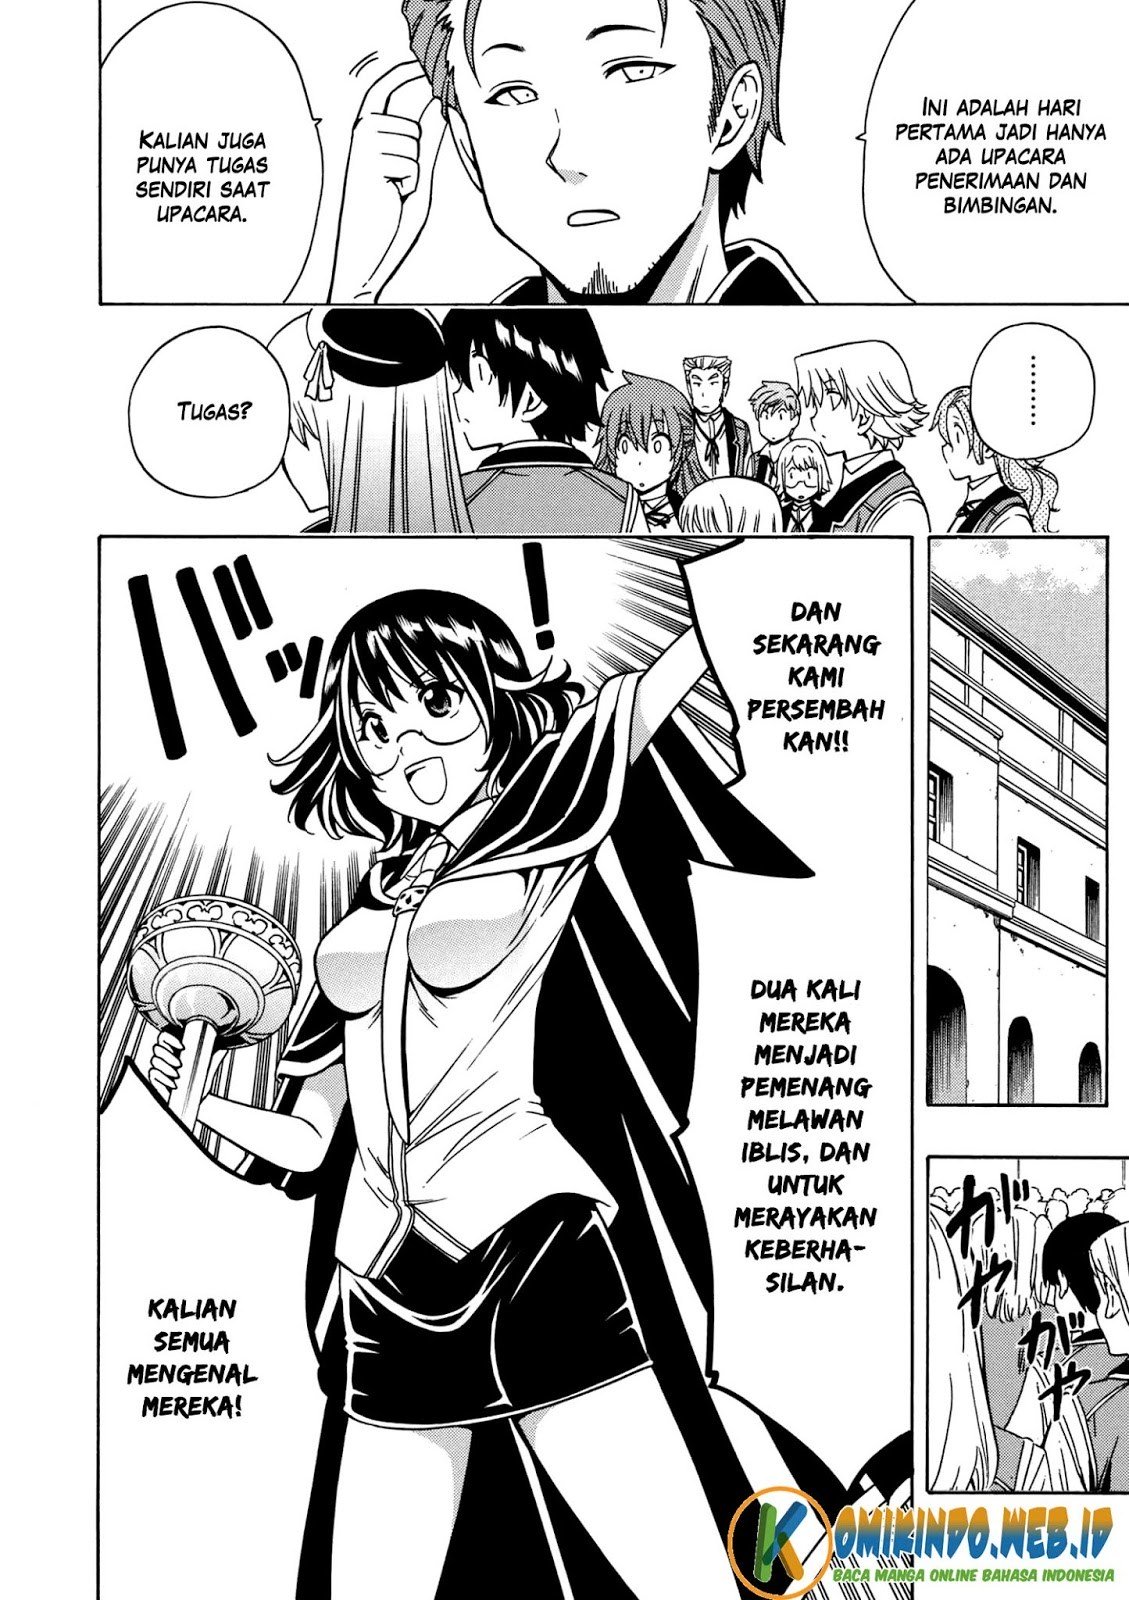 INI ADALAH HARI
PERTAMA JADI HANYA
ADA UPACARA
PENERIMAAN DAN
BIMBINGAN.
KALIAN JUGA
PUNYA TUGAS
SENDIRI SAAT
UPACARA.
.........
TUGAS?
ガヤ
ガヤ
DAN
SEKARANG
KAMI
PERSEMBAH
KAN!!
バッ!
DUA KALI
MEREKA
MENJADI
PEMENANG
MELAWAN
IBLIS, DAN
UNTUK
MERAYAKAN
KEBERHA-
SILAN.
KALIAN
SEMUA
MENGENAL
MEREKA!
KOMIKINDO.WEB.ID
BACA MANGA ONLINE BAHASA INDONESIA